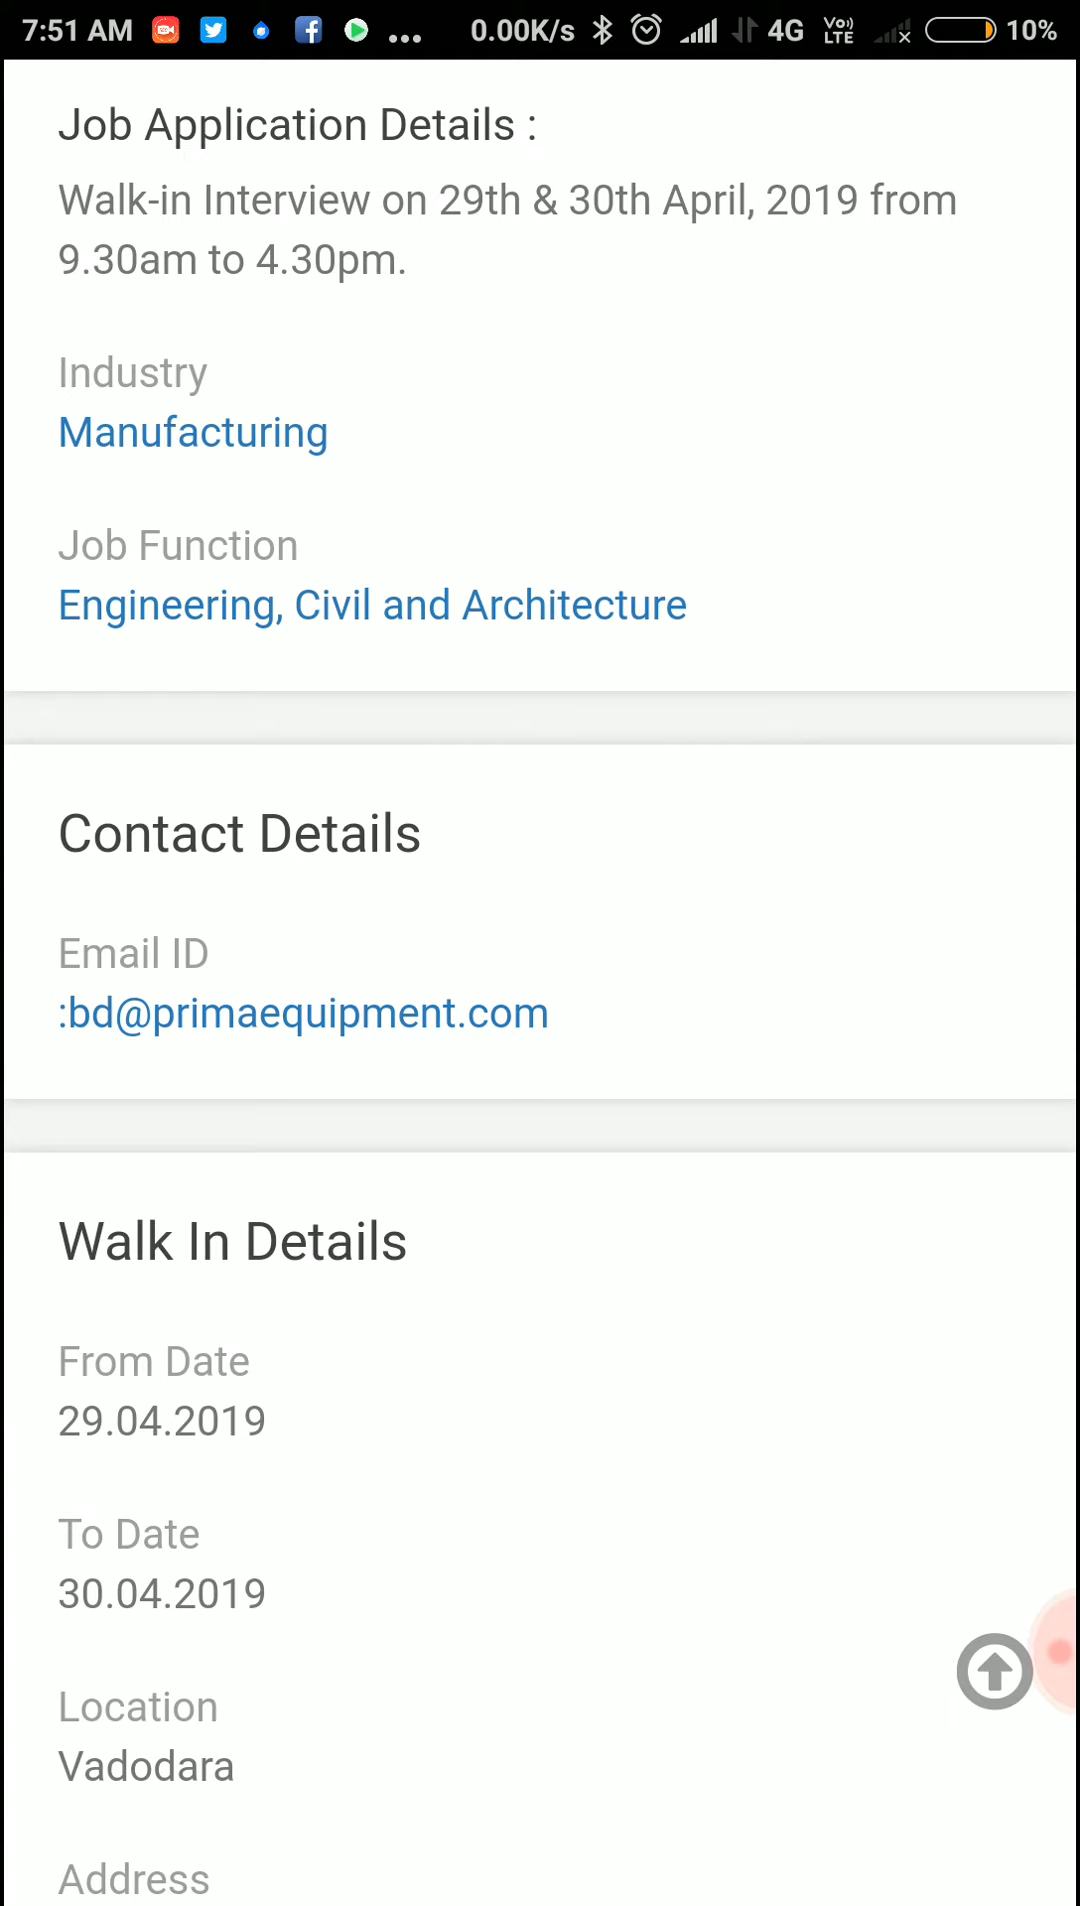 7:51 AM ... 0.00K/s 4G VoLTE 10%
Job Application Details :
Walk-in Interview on 29th & 30th April, 2019 from
9.30am to 4.30pm.
Industry
Manufacturing
Job Function
Engineering, Civil and Architecture
Contact Details
Email ID
:bd@primaequipment.com
Walk In Details
From Date
29.04.2019
To Date
30.04.2019
Location
Vadodara
Address